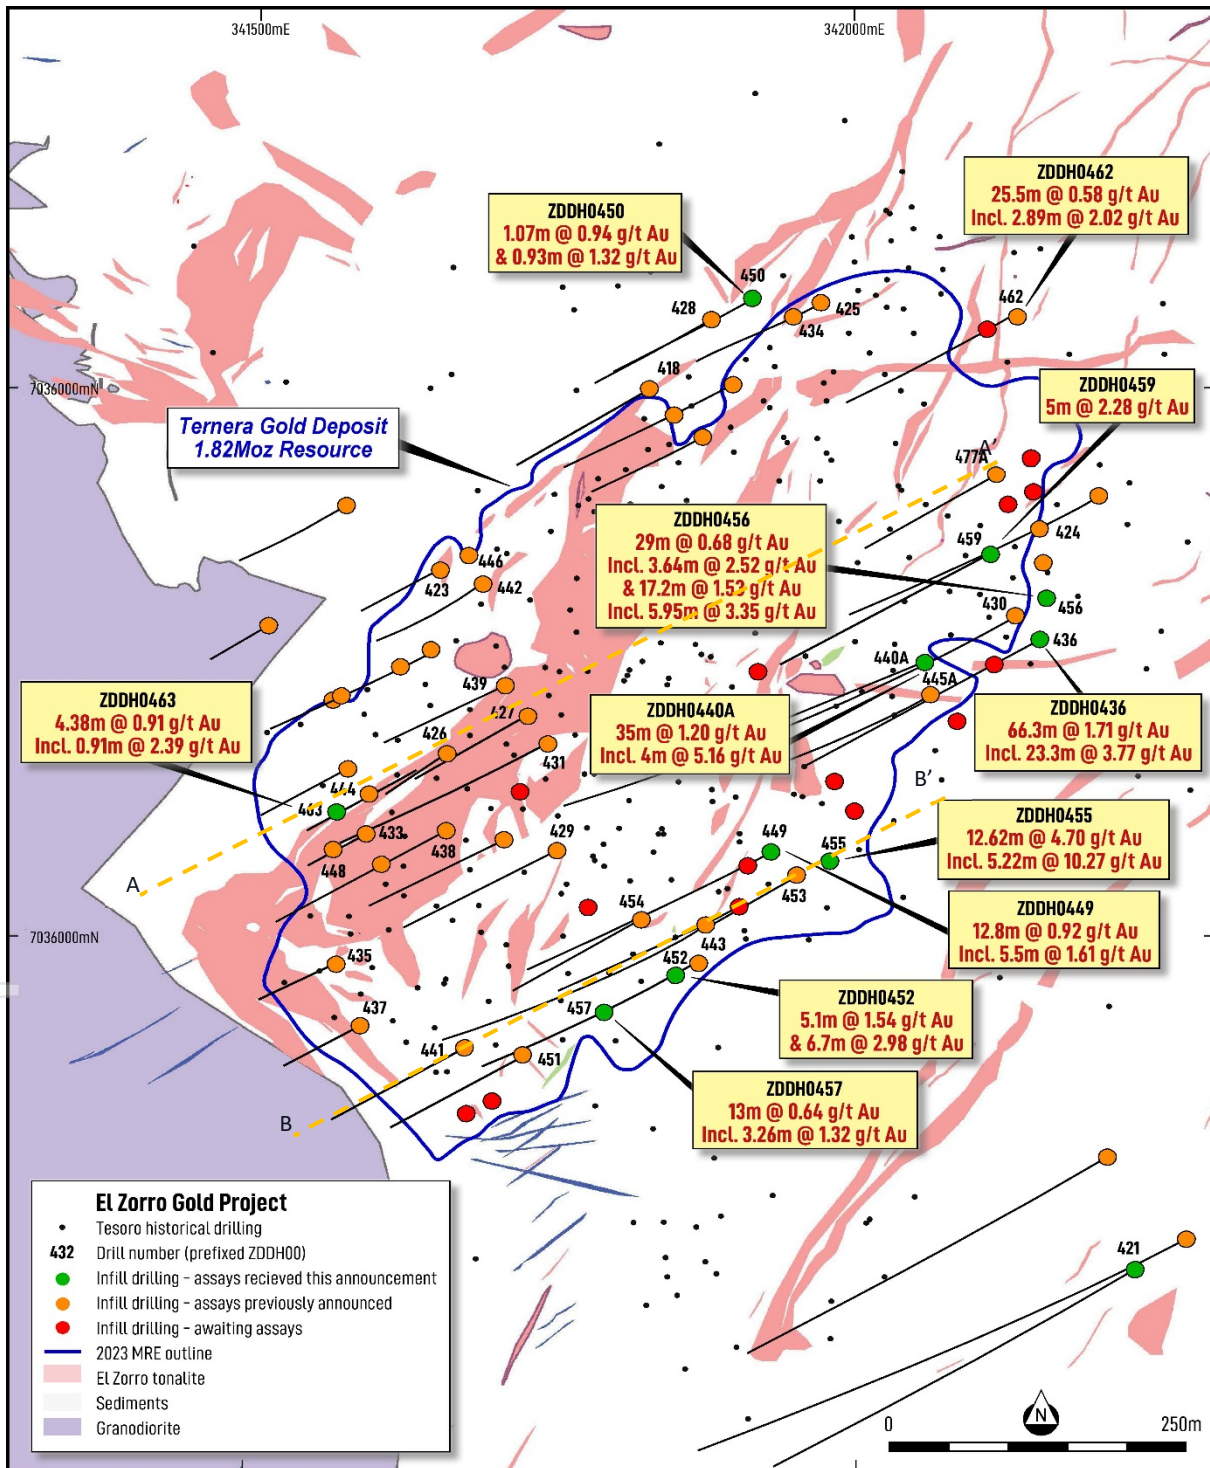 341500mE
342000mE
ZDDH0462
25.5m @ 0.58 g/t Au
Incl. 2.89m @ 2.02 g/t Au
ZDDH0450
1.07m @ 0.94 g/t Au
& 0.93m @ 1.32 g/t Au
450
428
425
434
462
418
7036000mN
ZDDH0459
5m @ 2.28 g/t Au
Ternera Gold Deposit
1.82Moz Resource
A'
477A
ZDDH0456
29m @ 0.68 g/t Au
Incl. 3.64m @ 2.52 g/t Au
& 17.2m @ 1.53 g/t Au
Incl. 5.95m @ 3.35 g/t Au
424
459
446
423
442
456
430
436
440A
445A
439
ZDDH0463
4.38m @ 0.91 g/t Au
Incl. 0.91m @ 2.39 g/t Au
427
426
431
ZDDH0440A
35m @ 1.20 g/t Au
Incl. 4m @ 5.16 g/t Au
ZDDH0436
66.3m @ 1.71 g/t Au
Incl. 23.3m @ 3.77 g/t Au
B'
444
463
433
438
429
449
455
ZDDH0455
12.62m @ 4.70 g/t Au
Incl. 5.22m @ 10.27 g/t Au
448
A
453
454
ZDDH0449
12.8m @ 0.92 g/t Au
Incl. 5.5m @ 1.61 g/t Au
7036000mN
443
435
452
ZDDH0452
5.1m @ 1.54 g/t Au
& 6.7m @ 2.98 g/t Au
437
457
441
451
ZDDH0457
13m @ 0.64 g/t Au
Incl. 3.26m @ 1.32 g/t Au
B
El Zorro Gold Project
Tesoro historical drilling
432 Drill number (prefixed ZDDH00)
Infill drilling - assays recieved this announcement
Infill drilling - assays previously announced
Infill drilling - awaiting assays
2023 MRE outline
El Zorro tonalite
Sediments
Granodiorite
421
0
N
250m